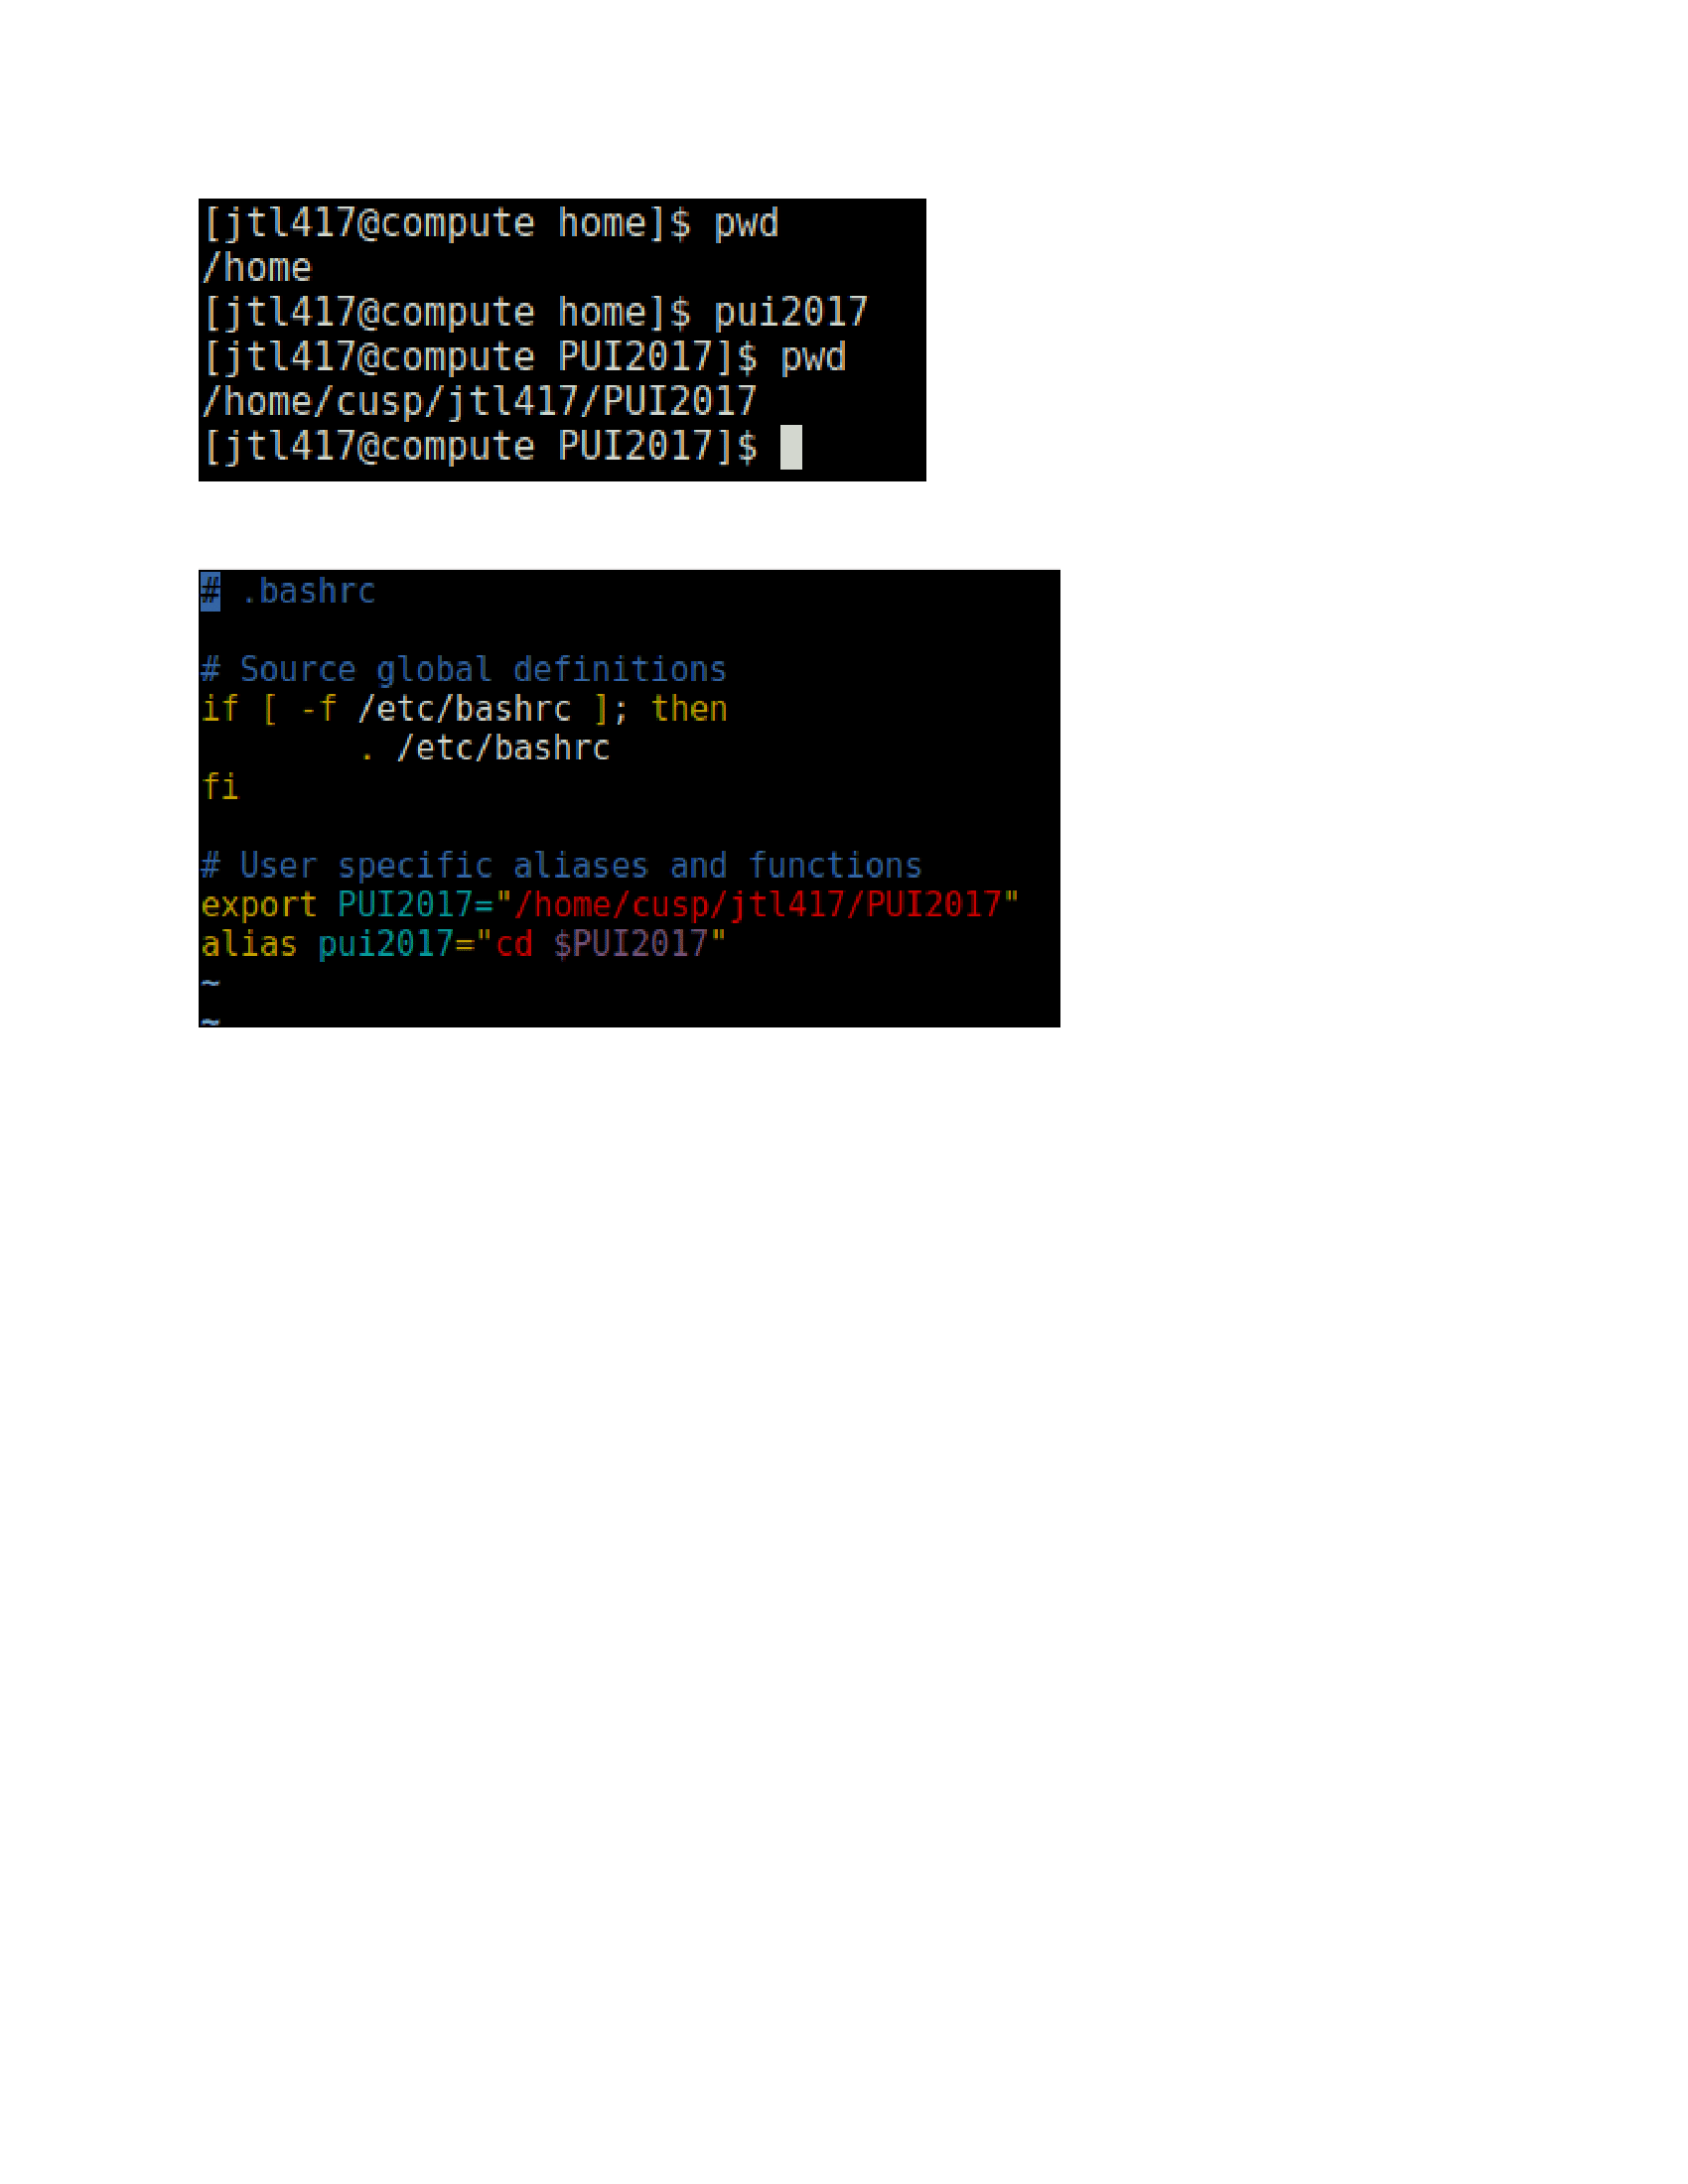 [jtl417@compute home]$ pwd
/home
[jtl417@compute home]$ pui2017
[jtl417@compute PUI2017]$ pwd
/home/cusp/jtl417/PUI2017
[jtl417@compute PUI2017]$
# .bashrc
# Source global definitions
if [ -f /etc/bashrc ]; then
        . /etc/bashrc
fi
# User specific aliases and functions
export PUI2017="/home/cusp/jtl417/PUI2017"
alias pui2017="cd $PUI2017"
~
~